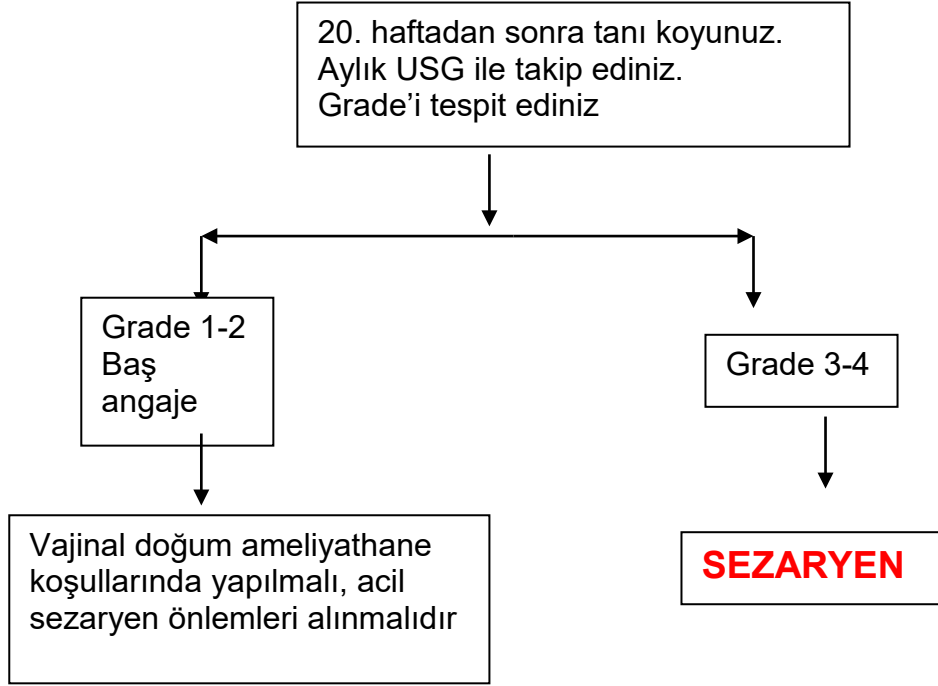 20. haftadan sonra tanı koyunuz.
Aylık USG ile takip ediniz.
Grade’i tespit ediniz
Grade 1-2
Baş
angaje
Grade 3-4
Vajinal doğum ameliyathane
koşullarında yapılmalı, acil
sezaryen önlemleri alınmalıdır
SEZARYEN